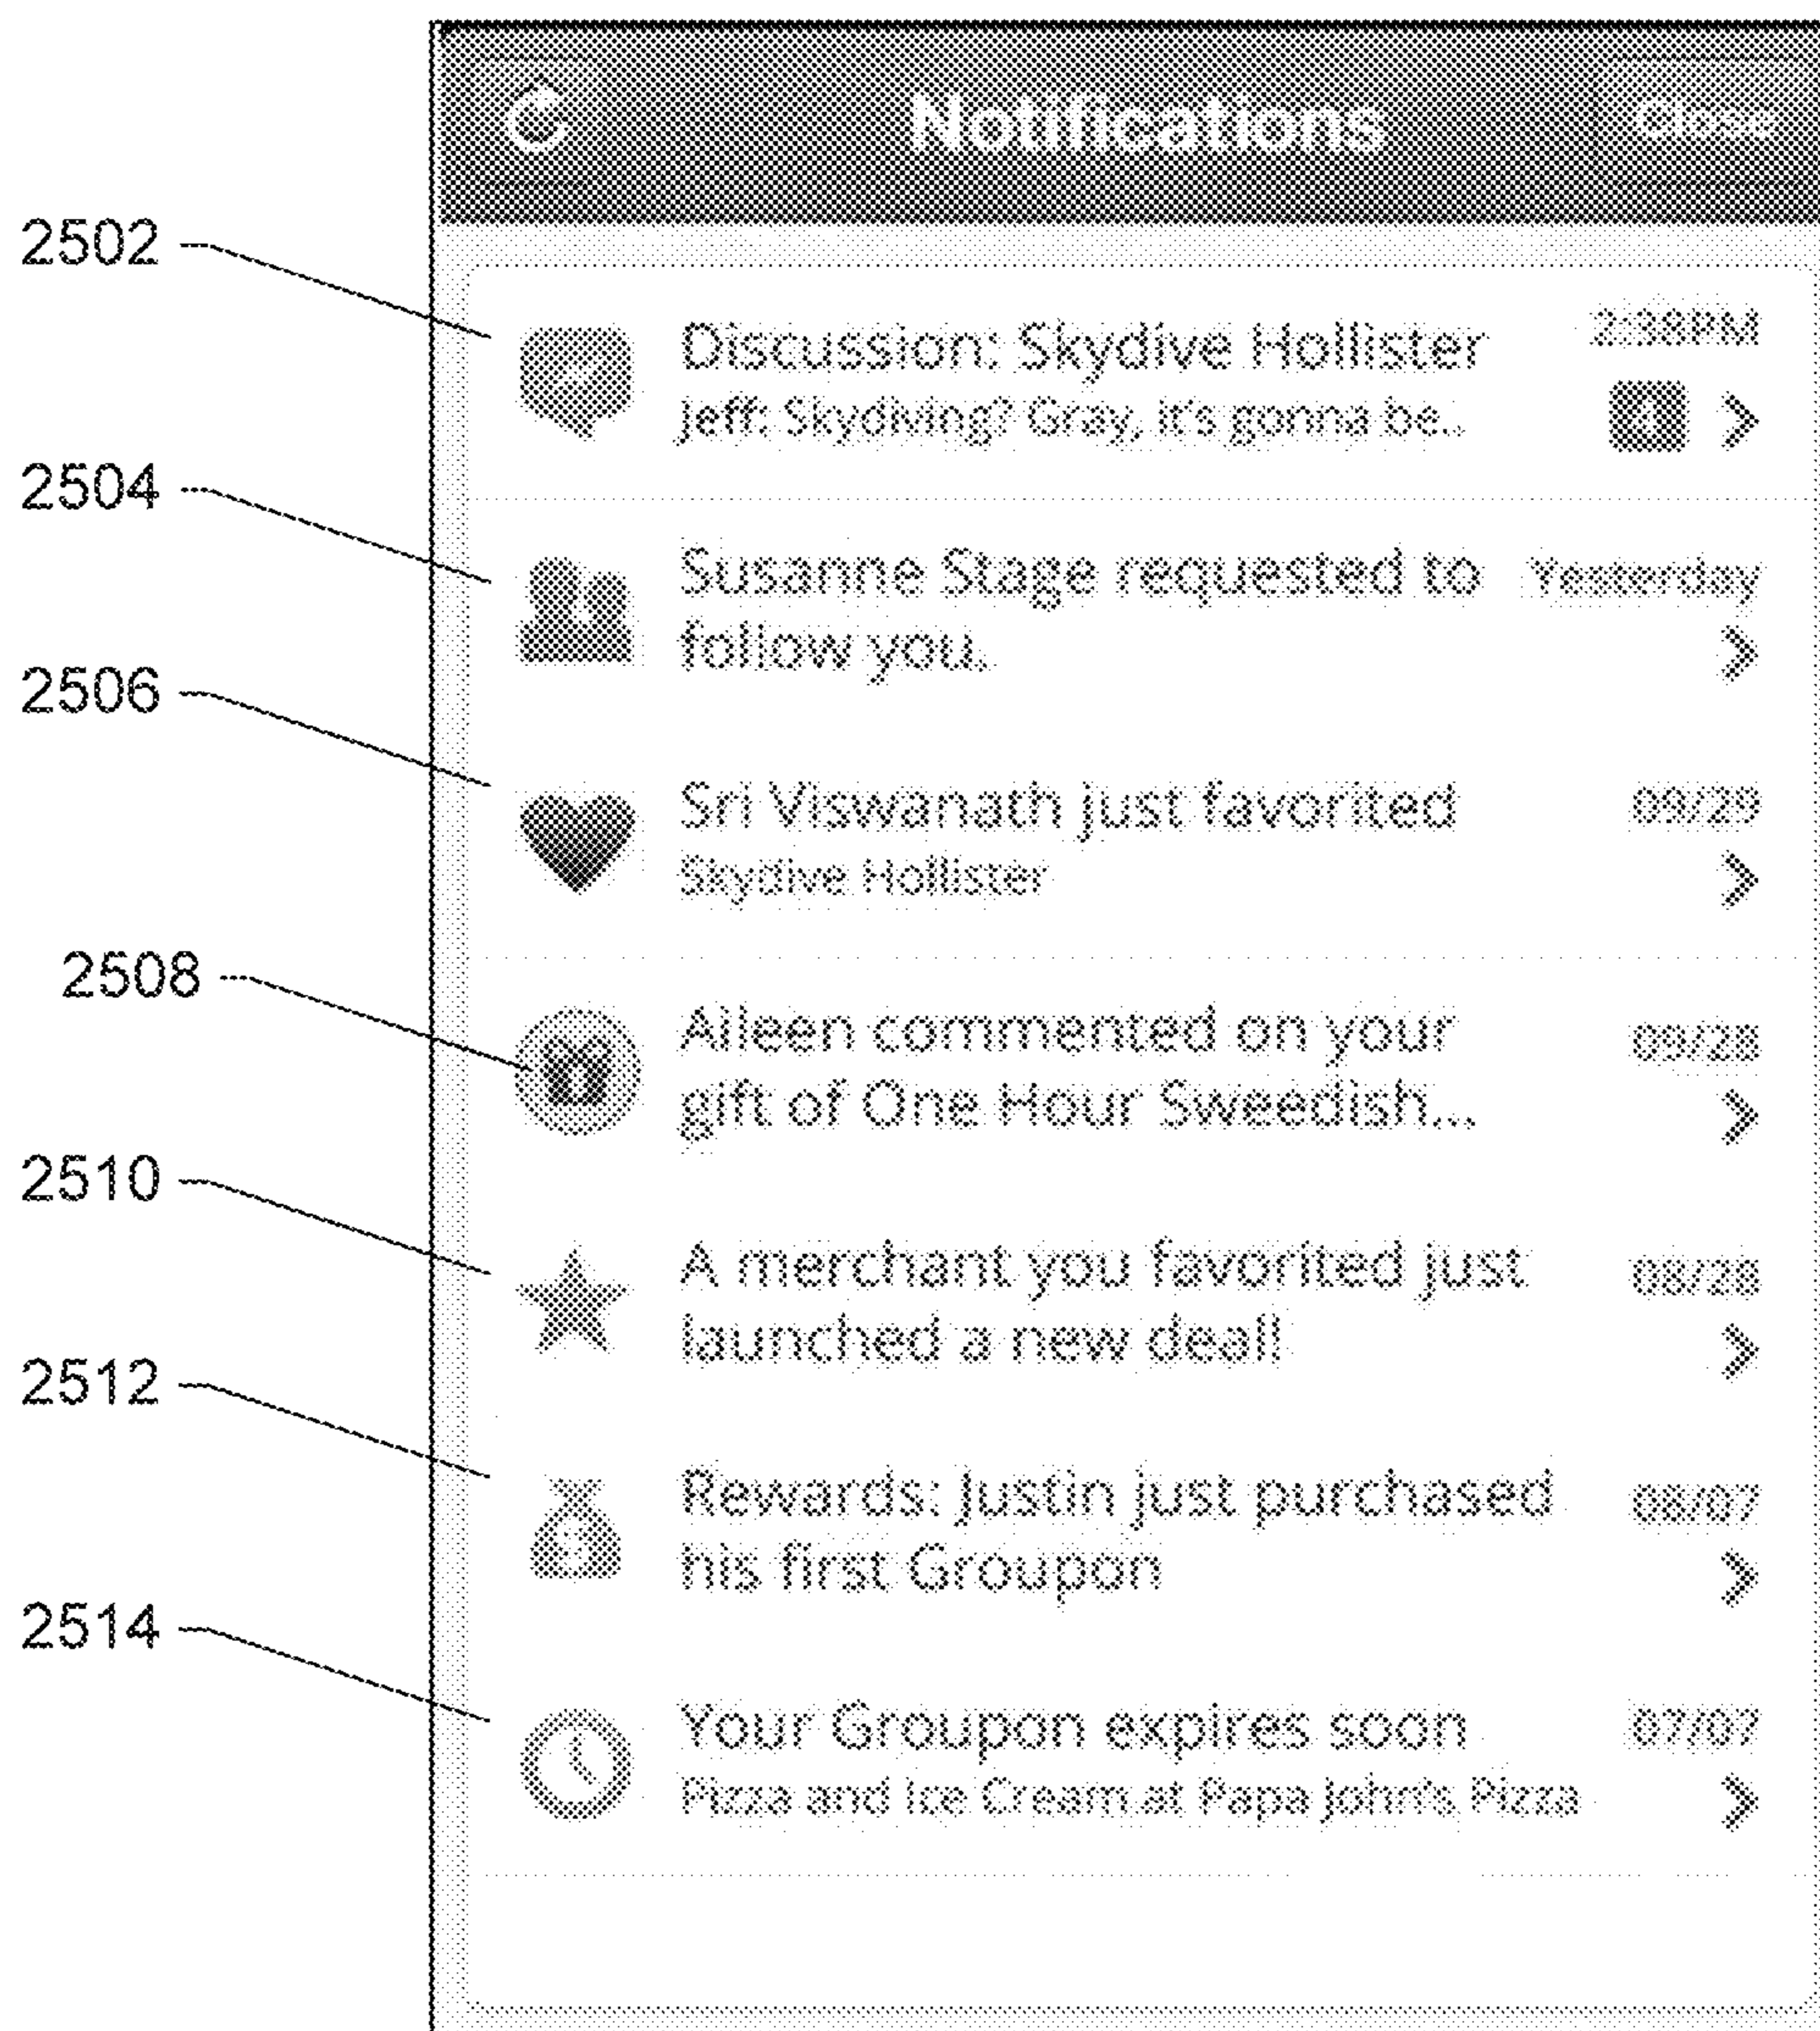 Notifications
Close
2502
Discussion: Skydive Hollister
2:38PM
Jeff: Skydiving? Gray, it's gonna be..
2504
Susanne Stage requested to
Yesterday
follow you.
2506
Sri Viswanath just favorited
09/29
Skydive Hollister
2508
Aileen commented on your
09/28
gift of One Hour Sweedish...
2510
A merchant you favorited just
08/28
launched a new deal!
2512
Rewards: Justin just purchased
08/07
his first Groupon
2514
Your Groupon expires soon
07/07
Pizza and Ice Cream at Papa John's Pizza